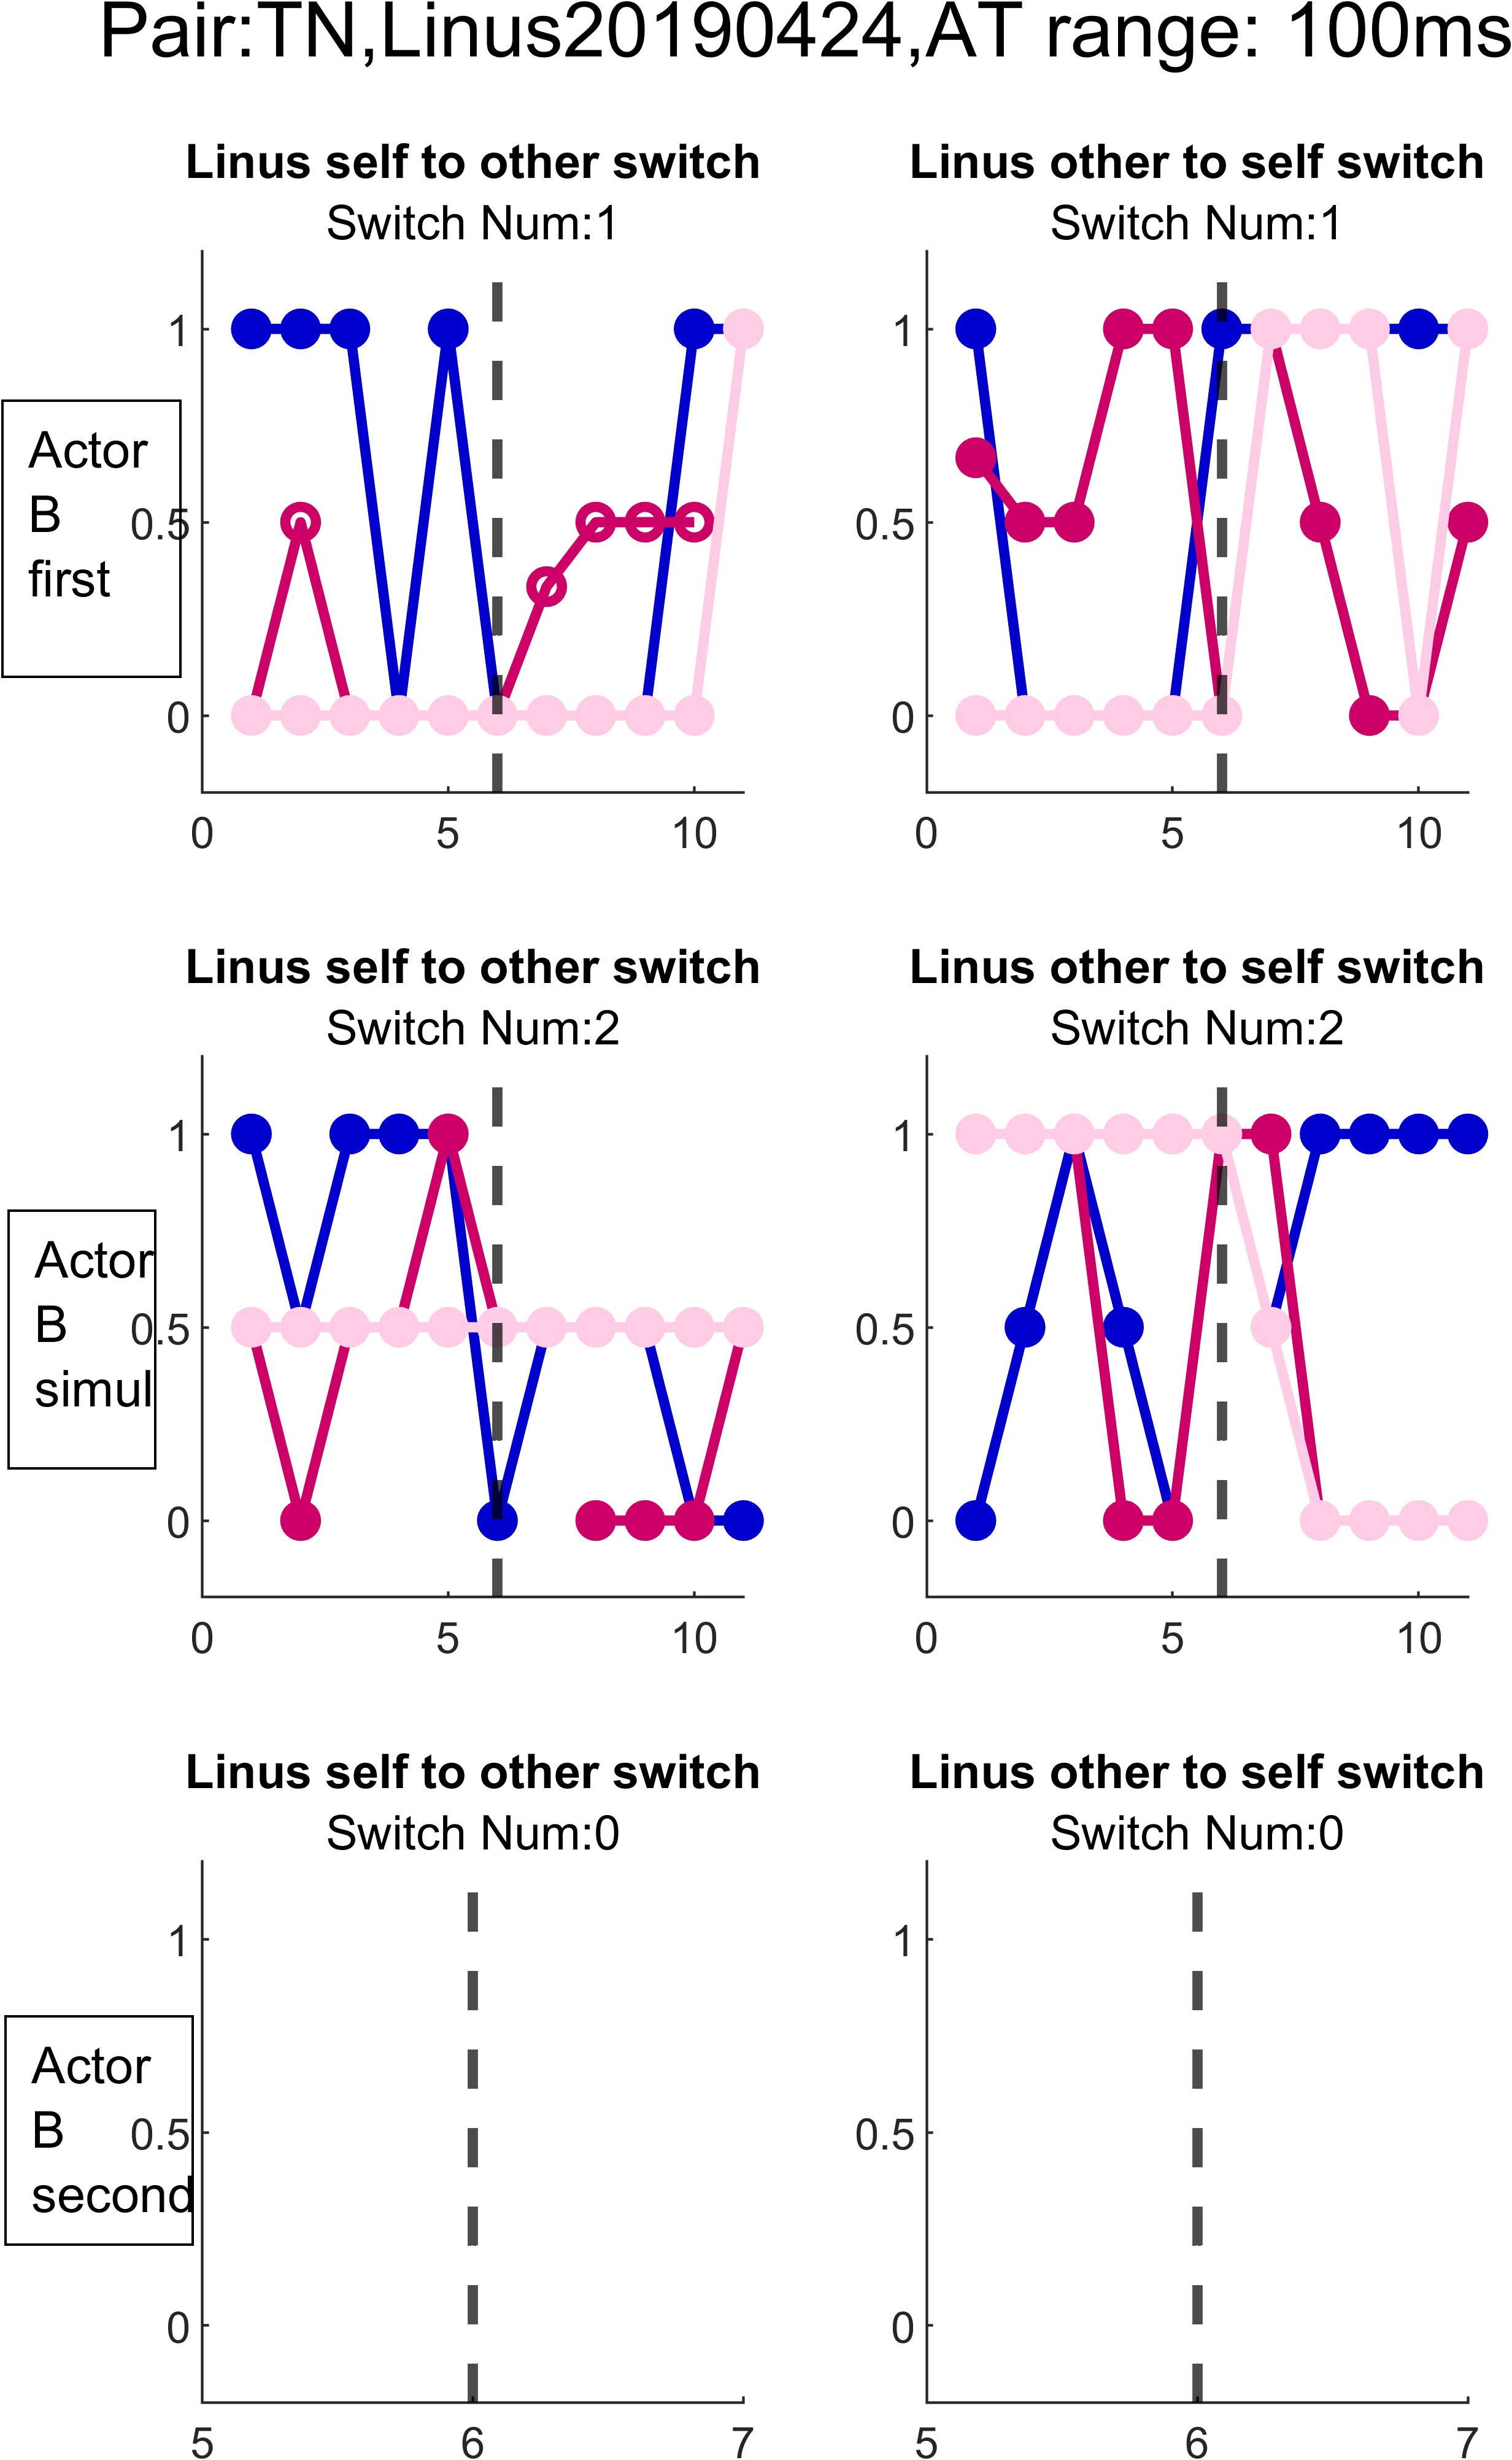 Pair:TN,Linus20190424,AT range: 100ms
Linus self to other switch
Switch Num:1
Linus other to self switch
Switch Num:1
Actor
B
first
1
0.5
0
0
5
10
1
0.5
0
0
5
10
Linus self to other switch
Switch Num:2
Linus other to self switch
Switch Num:2
Actor
B
simul
1
0.5
0
0
5
10
1
0.5
0
0
5
10
Linus self to other switch
Switch Num:0
Linus other to self switch
Switch Num:0
Actor
B
second
1
0.5
0
5
6
7
1
0.5
0
5
6
7